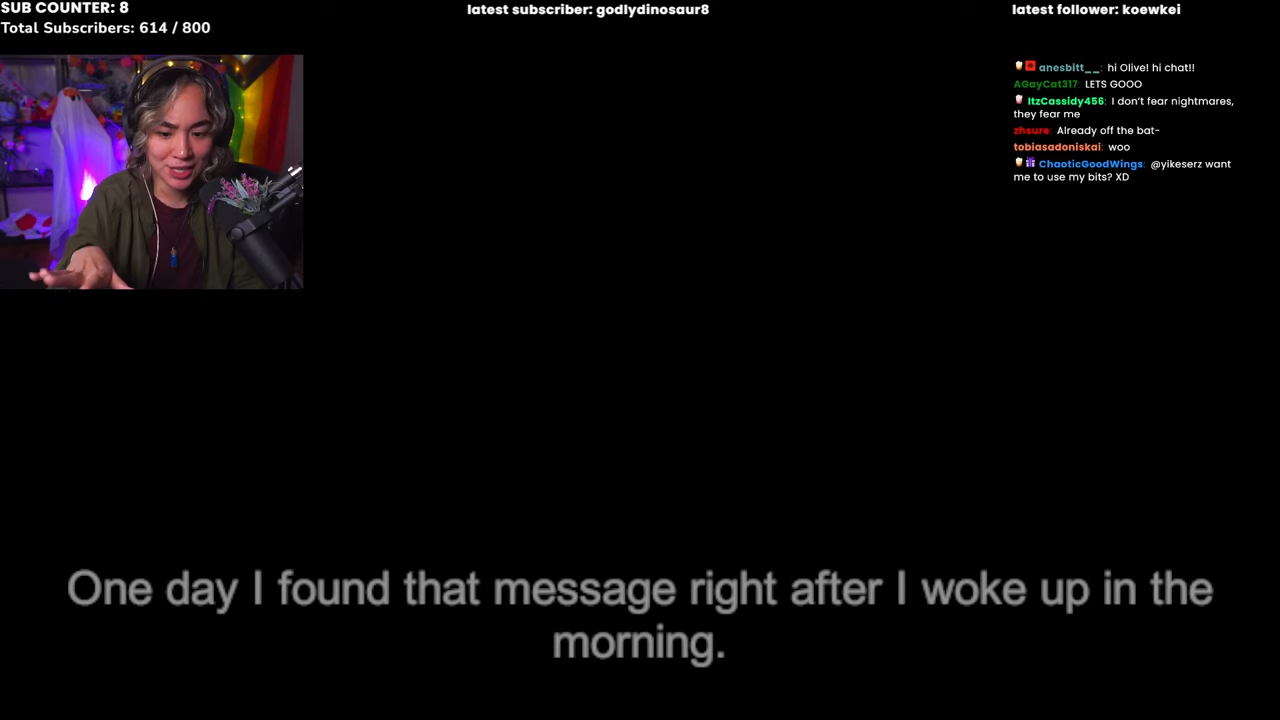 SUB COUNTER: 8
Total Subscribers: 614 / 800
latest subscriber: godlydinosaur8
latest follower: koewkei
anesbitt__: hi Olive! hi chat!!
AGayCat317: LETS GOOO
ItzCassidy456: I don't fear nightmares,
they fear me
zhsure: Already off the bat-
tobiasadoniskai: woo
ChaoticGoodWings: @yikeserz want
me to use my bits? XD
One day I found that message right after I woke up in the
morning.